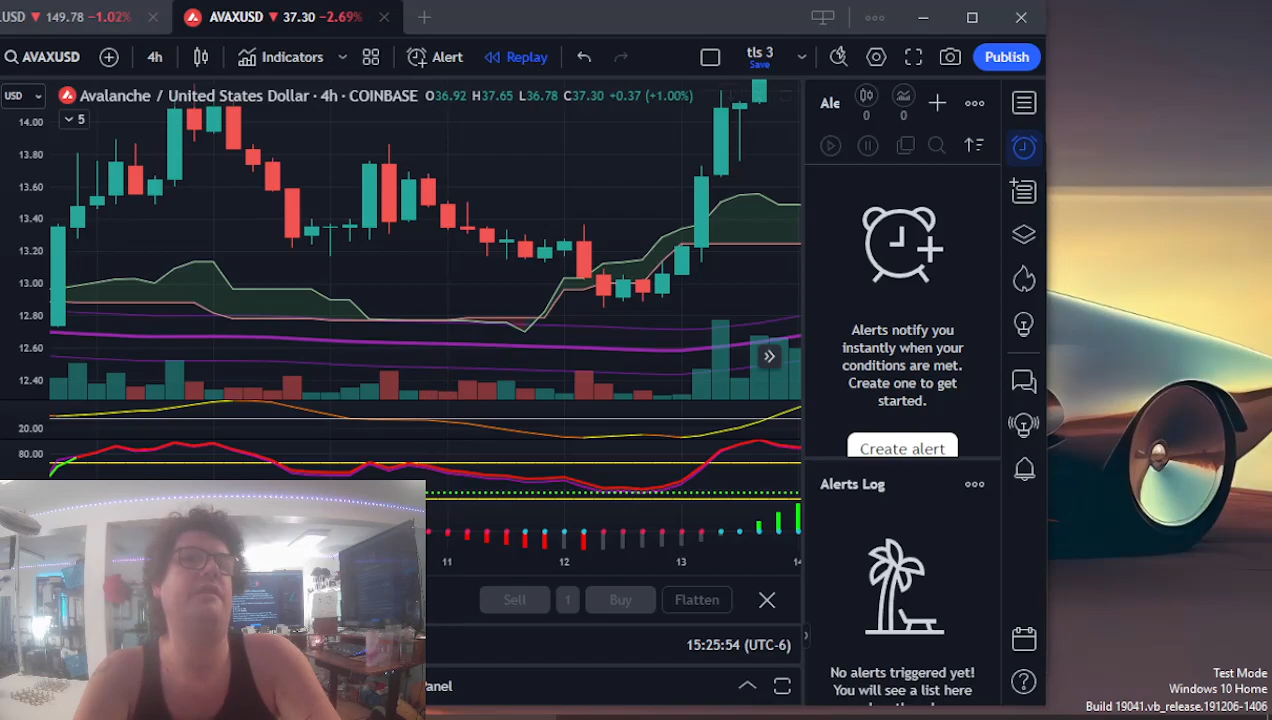 LUSD 149.78 -1.02%
AVAXUSD 37.30 -2.69%
AVAXUSD 4h Indicators Alert Replay tls 3 Save Publish
USD Avalanche / United States Dollar · 4h · COINBASE O36.92 H37.65 L36.78 C37.30 +0.37 (+1.00%)
5
14.00
13.80
13.60
13.40
13.20
13.00
12.80
12.60
12.40
20.00
80.00
11 12 13 14
Sell 1 Buy Flatten
15:25:54 (UTC-6)
Panel
Ale 0 0
Alerts notify you
instantly when your
conditions are met.
Create one to get
started.
Create alert
Alerts Log
No alerts triggered yet!
You will see a list here
Test Mode
Windows 10 Home
Build 19041.vb_release.191206-1406